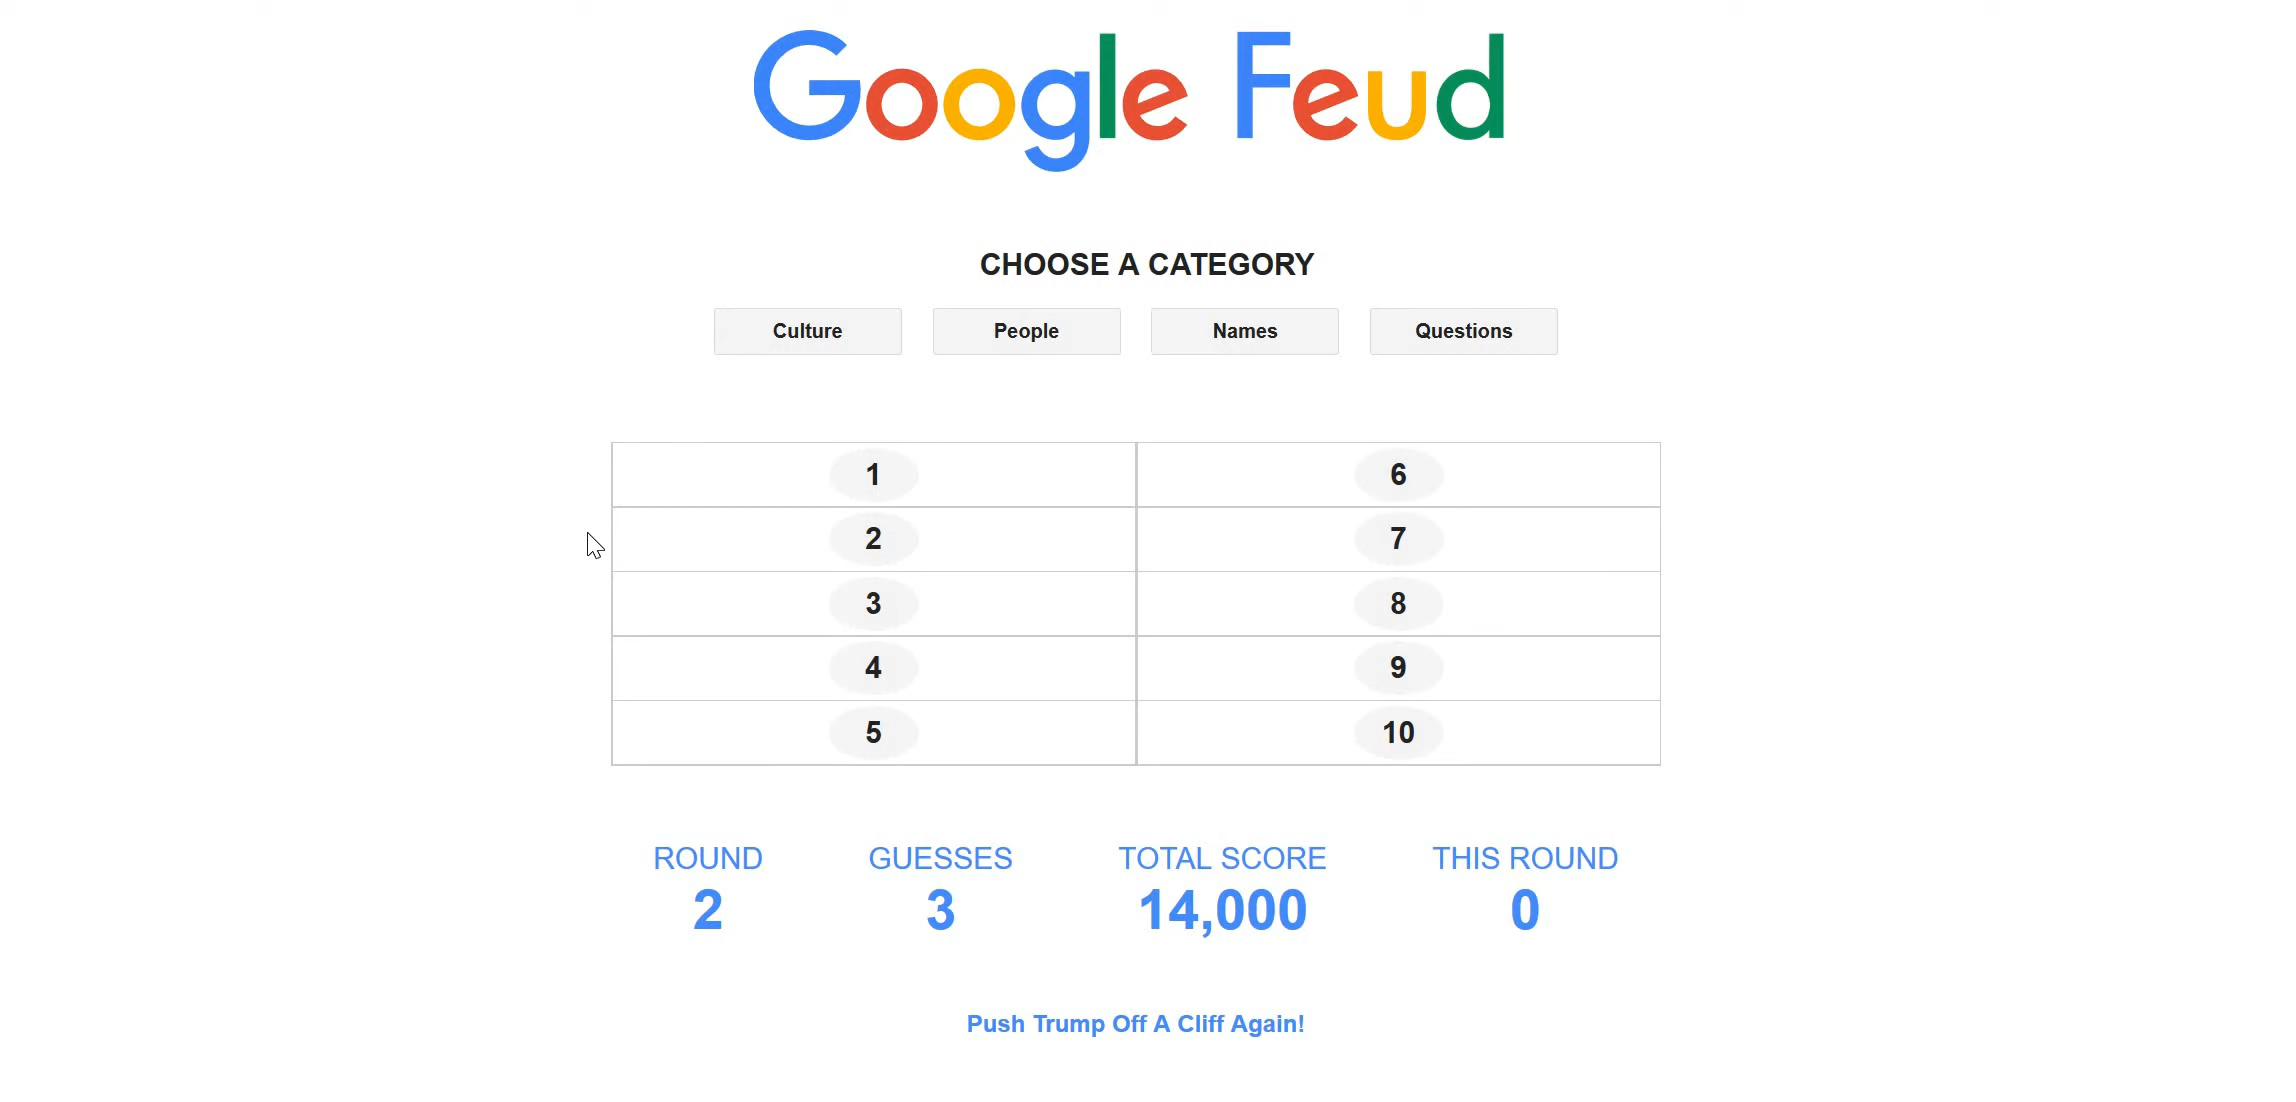 Google Feud
CHOOSE A CATEGORY
Culture People Names Questions
1 6
2 7
3 8
4 9
5 10
ROUND GUESSES TOTAL SCORE THIS ROUND
2 3 14,000 0
Push Trump Off A Cliff Again!